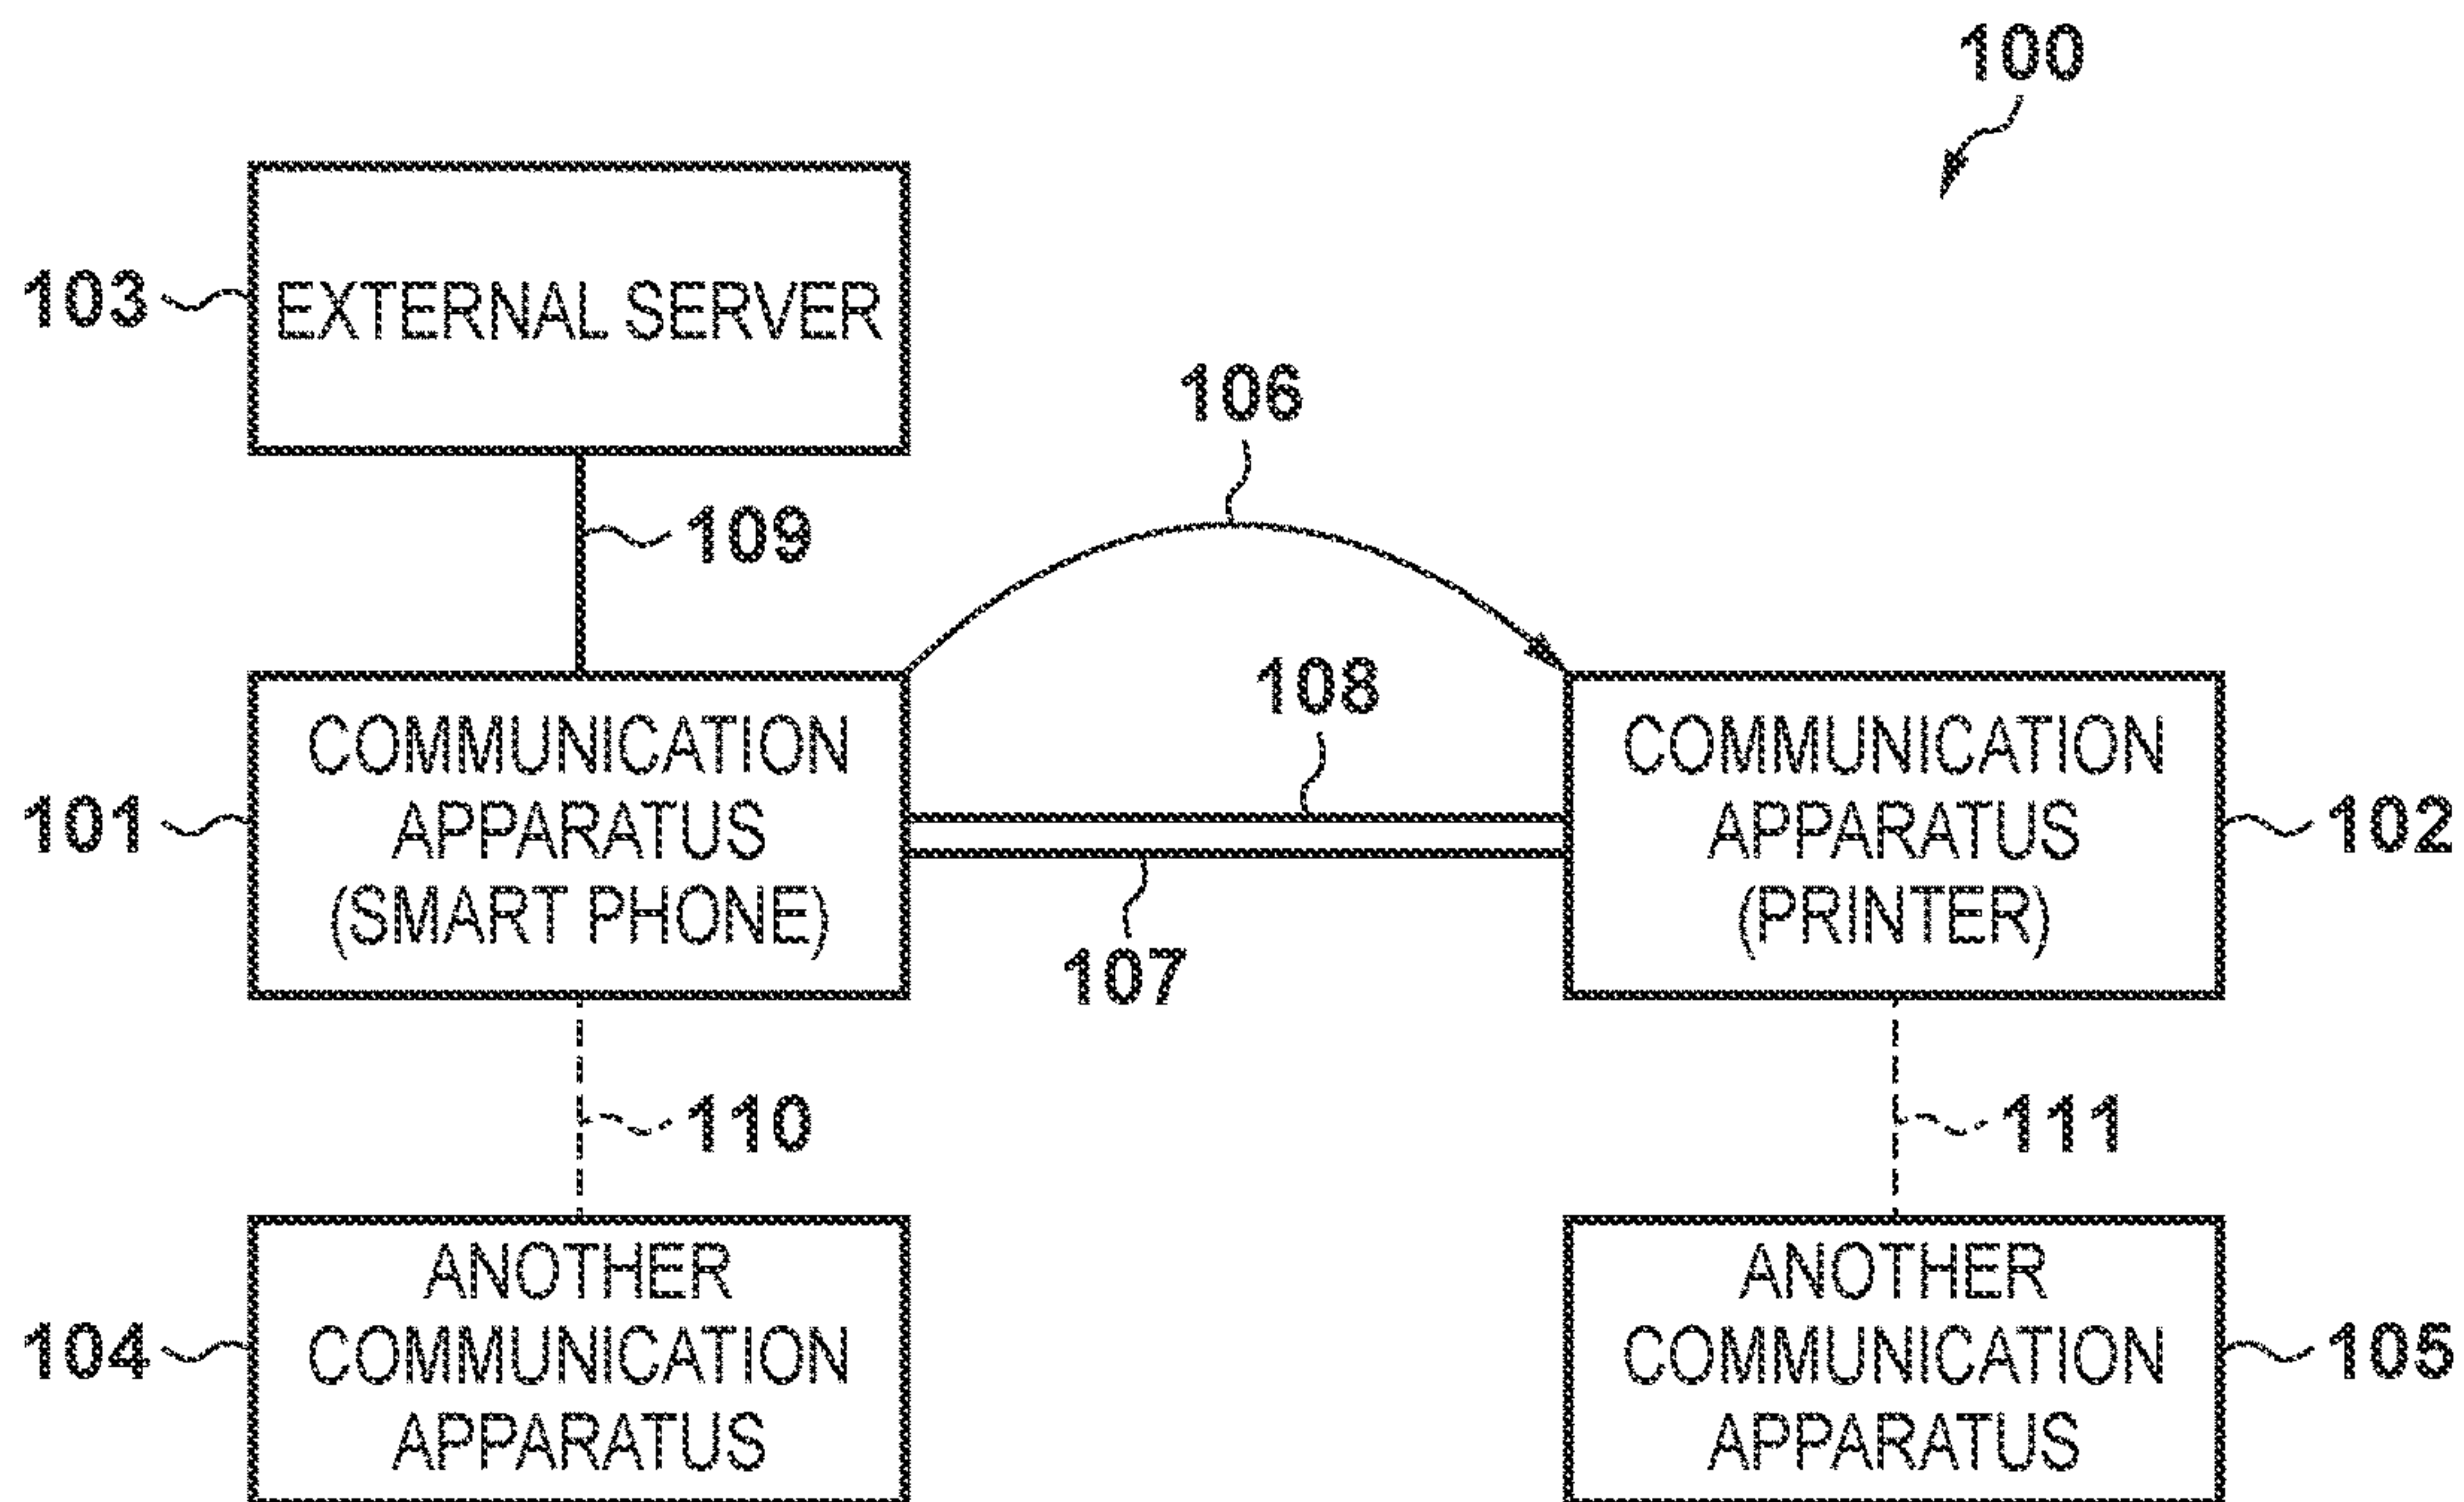 100
103
EXTERNAL SERVER
106
109
108
101
COMMUNICATION
APPARATUS
(SMART PHONE)
COMMUNICATION
APPARATUS
(PRINTER)
102
107
110
111
104
ANOTHER
COMMUNICATION
APPARATUS
ANOTHER
COMMUNICATION
APPARATUS
105